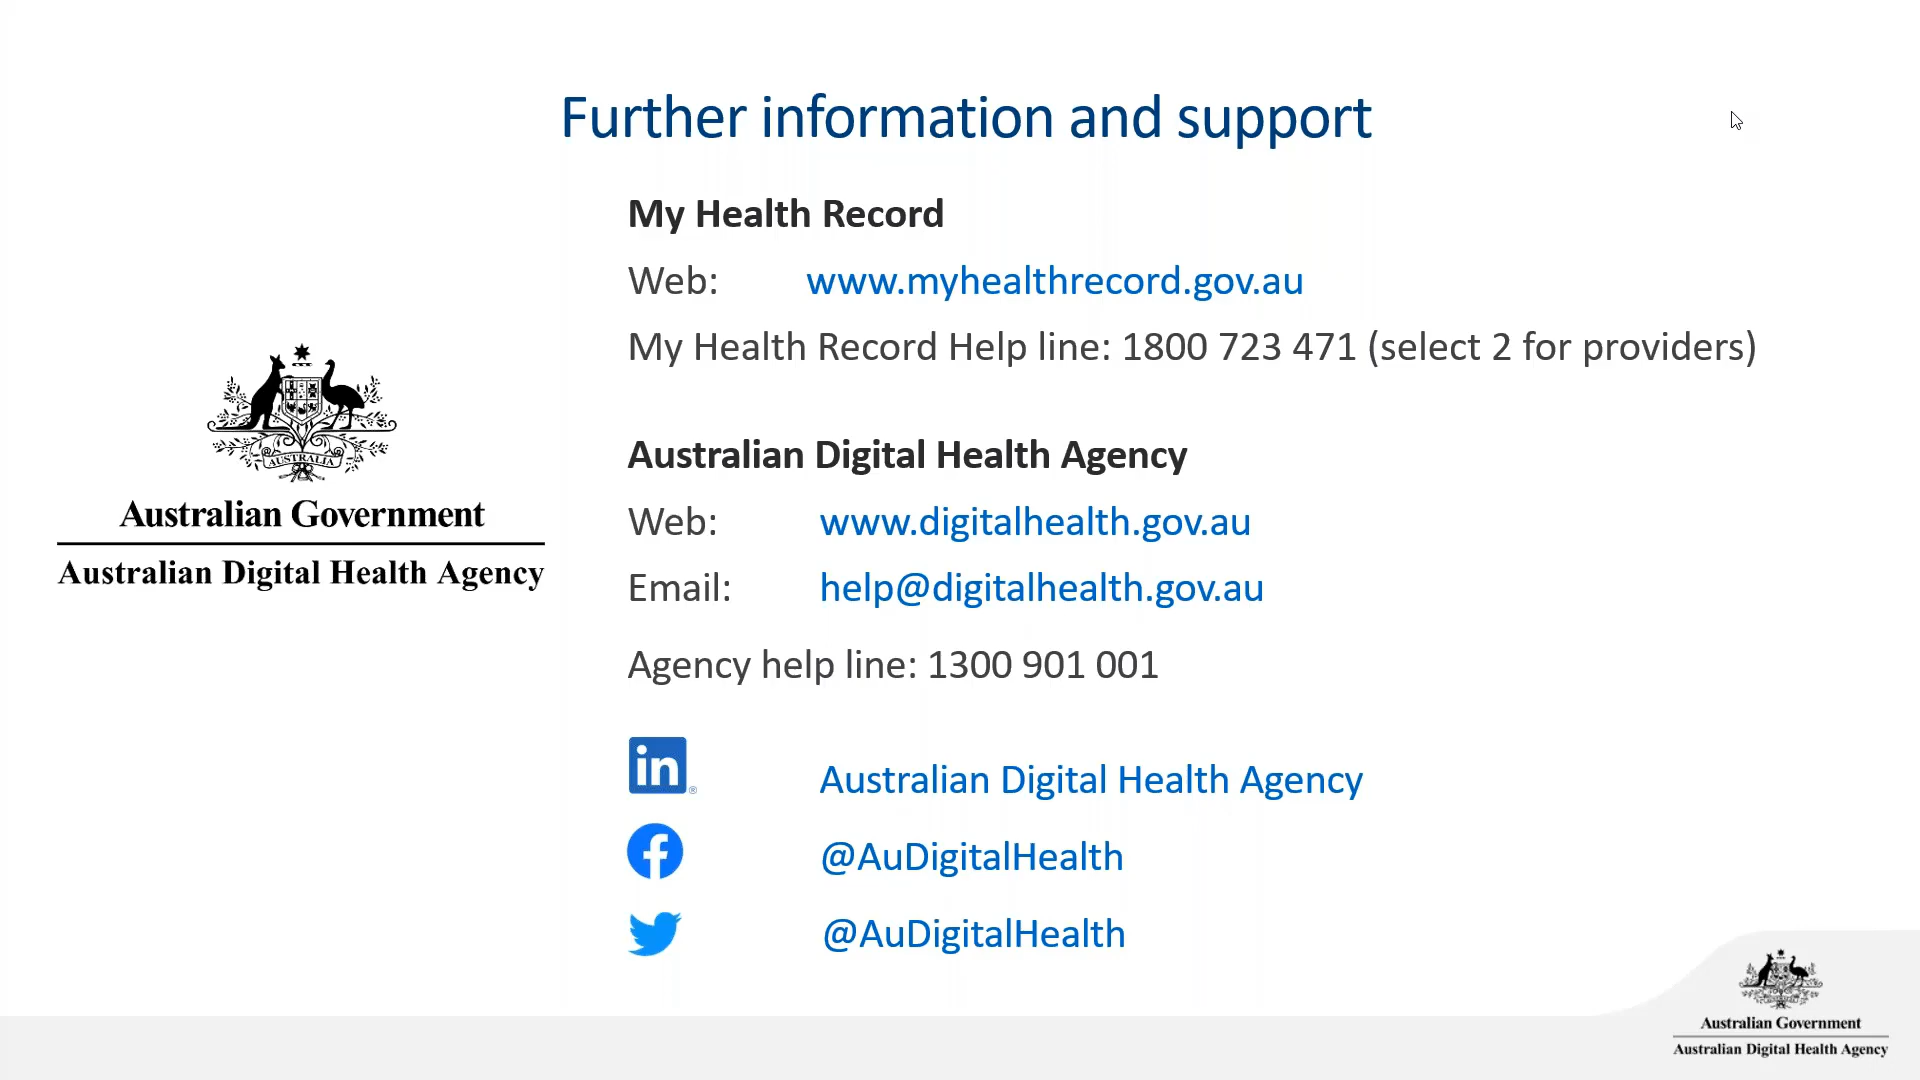 Further information and support
My Health Record
Web: www.myhealthrecord.gov.au
My Health Record Help line: 1800 723 471 (select 2 for providers)
AUSTRALIA
Australian Government
Australian Digital Health Agency
Australian Digital Health Agency
Web: www.digitalhealth.gov.au
Email: help@digitalhealth.gov.au
Agency help line: 1300 901 001
in ® Australian Digital Health Agency
f @AuDigitalHealth
@AuDigitalHealth
Australian Government
Australian Digital Health Agency